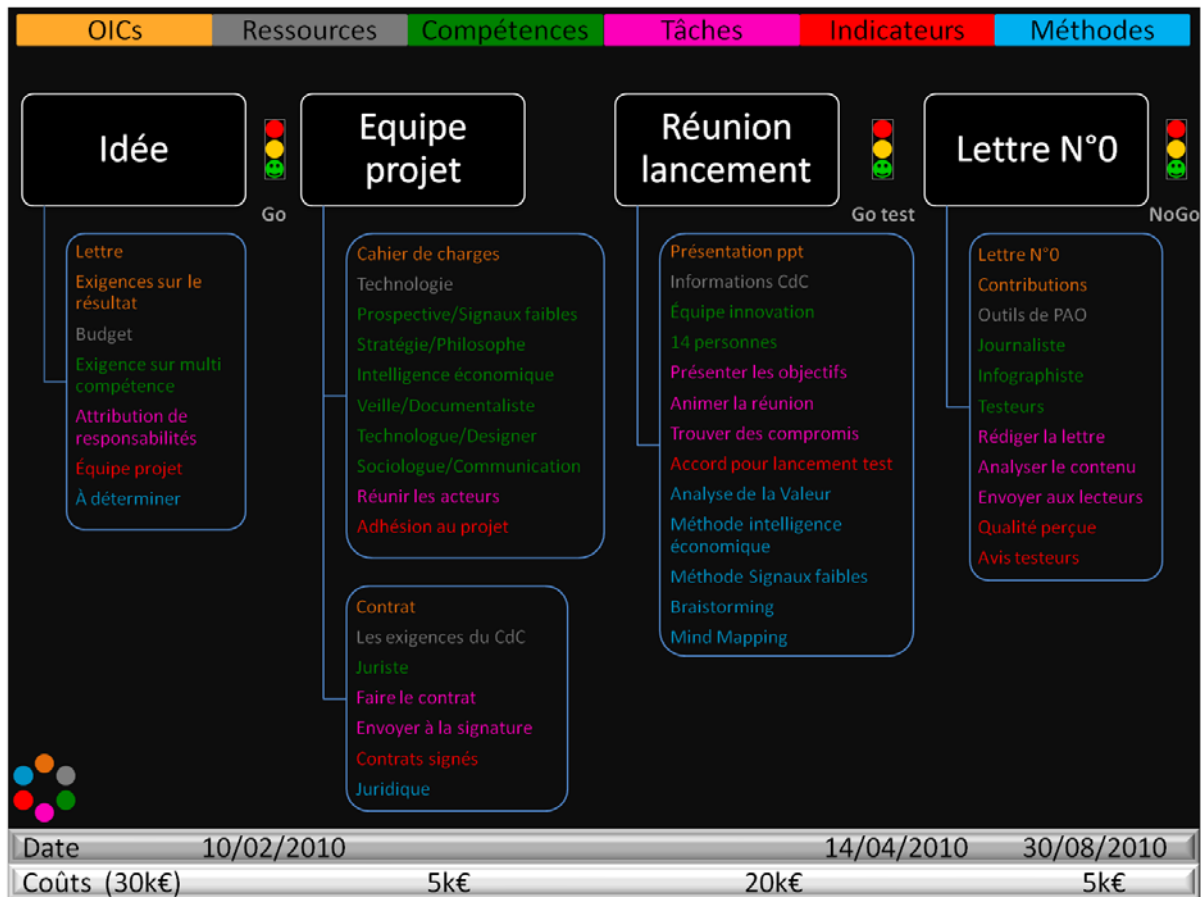 OICs Ressources Compétences Tâches Indicateurs Méthodes
Idée
Go
Lettre
Exigences sur le
résultat
Budget
Exigence sur multi
compétence
Attribution de
responsabilités
Équipe projet
À déterminer
Equipe
projet
Cahier de charges
Technologie
Prospective/Signaux faibles
Stratégie/Philosophe
Intelligence économique
Veille/Documentaliste
Technologue/Designer
Sociologue/Communication
Réunir les acteurs
Adhésion au projet
Contrat
Les exigences du CdC
Juriste
Faire le contrat
Envoyer à la signature
Contrats signés
Juridique
Réunion
lancement
Go test
Présentation ppt
Informations CdC
Équipe innovation
14 personnes
Présenter les objectifs
Animer la réunion
Trouver des compromis
Accord pour lancement test
Analyse de la Valeur
Méthode intelligence
économique
Méthode Signaux faibles
Braistorming
Mind Mapping
Lettre N°0
NoGo
Lettre N°0
Contributions
Outils de PAO
Journaliste
Infographiste
Testeurs
Rédiger la lettre
Analyser le contenu
Envoyer aux lecteurs
Qualité perçue
Avis testeurs
Date 10/02/2010 14/04/2010 30/08/2010
Coûts (30k€) 5k€ 20k€ 5k€